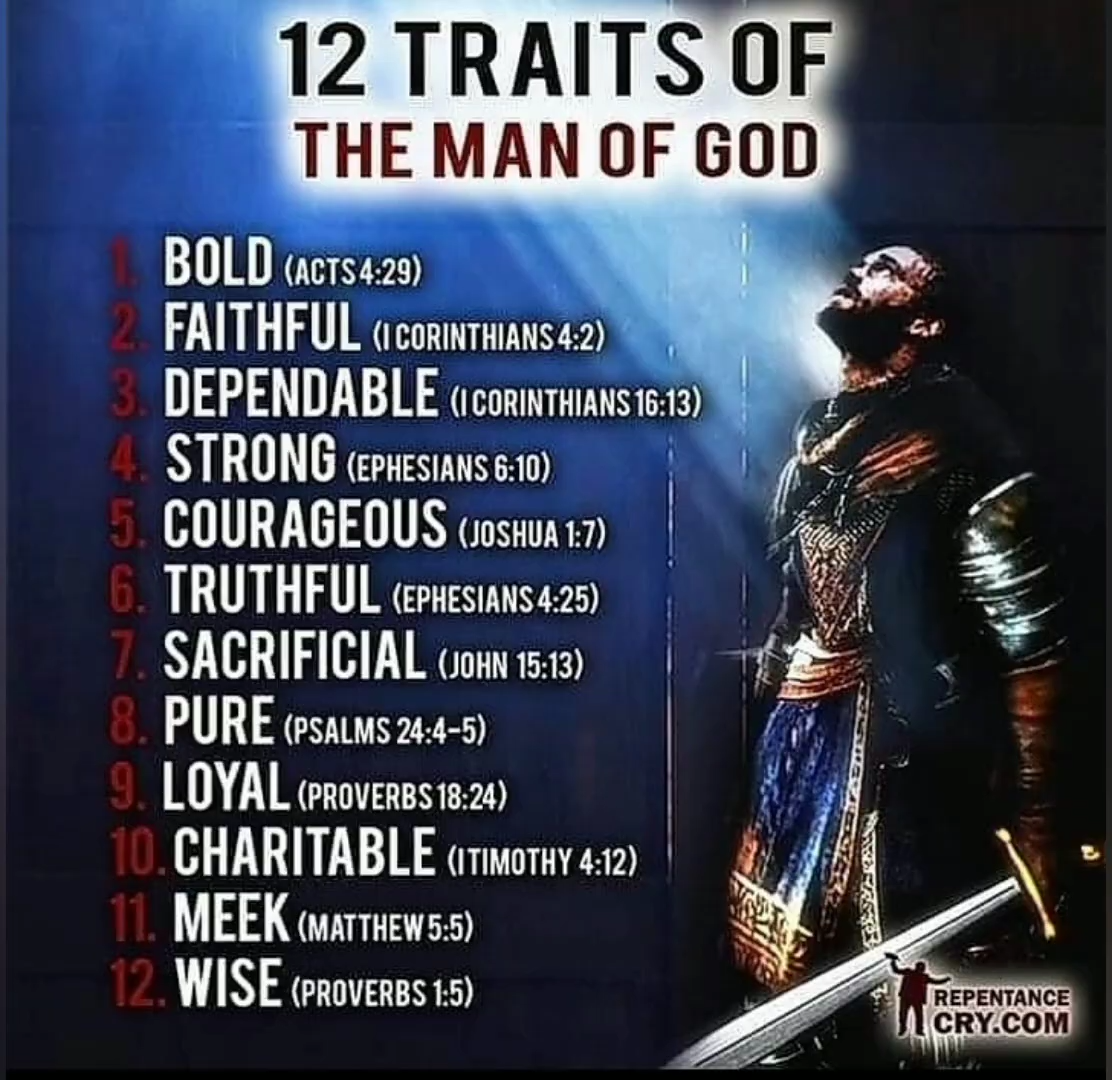 12 TRAITS OF
THE MAN OF GOD
1. BOLD (ACTS 4:29)
2. FAITHFUL (I CORINTHIANS 4:2)
3. DEPENDABLE (I CORINTHIANS 16:13)
4. STRONG (EPHESIANS 6:10)
5. COURAGEOUS (JOSHUA 1:7)
6. TRUTHFUL (EPHESIANS 4:25)
7. SACRIFICIAL (JOHN 15:13)
8. PURE (PSALMS 24:4-5)
9. LOYAL (PROVERBS 18:24)
10. CHARITABLE (I TIMOTHY 4:12)
11. MEEK (MATTHEW 5:5)
12. WISE (PROVERBS 1:5)
REPENTANCE
CRY.COM